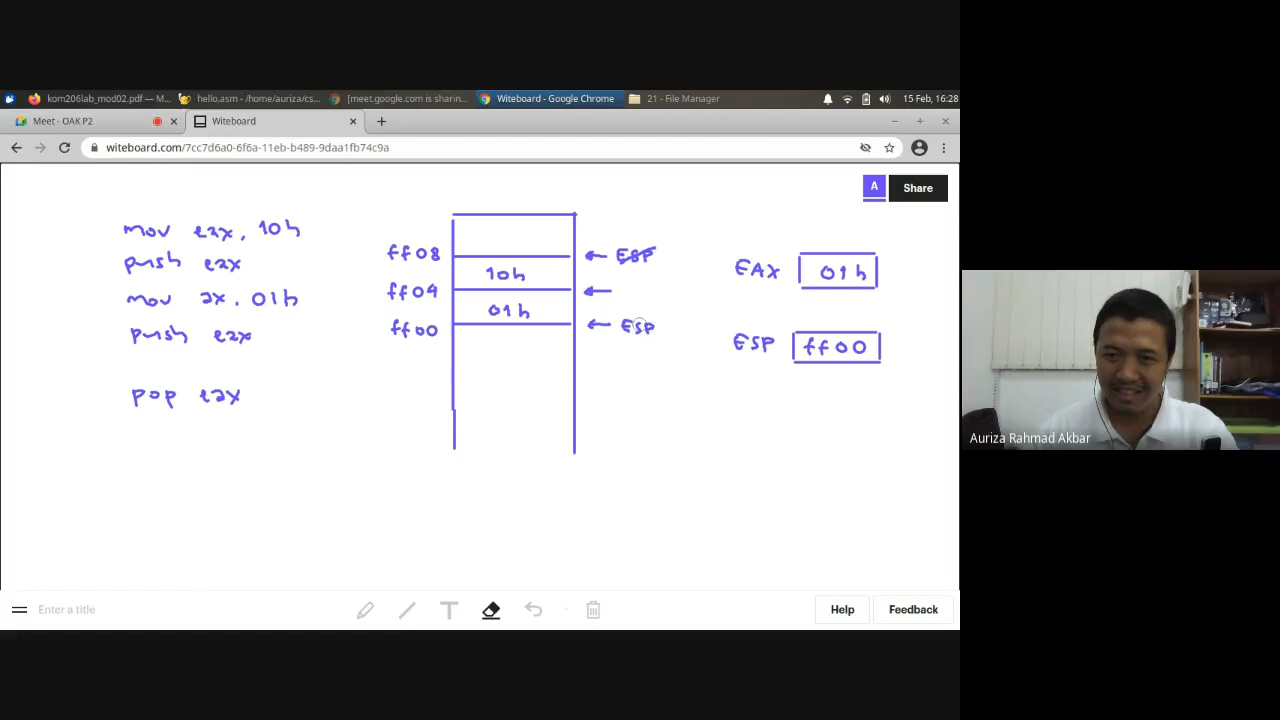 kom206lab_mod02.pdf — M...
hello.asm - /home/auriza/cs...
[meet.google.com is sharin...
Witeboard - Google Chrome
21 - File Manager
15 Feb, 16:28
Meet - OAK P2
Witeboard
witeboard.com/7cc7d6a0-6f6a-11eb-b489-9daa1fb74c9a
A
Share
mov eax, 10h
push eax
mov ax, 01h
push eax
pop eax
ff08
ff04
ff00
10h
01h
ESP
ESP
EAX 01h
ESP ff00
Auriza Rahmad Akbar
Enter a title
T
Help
Feedback